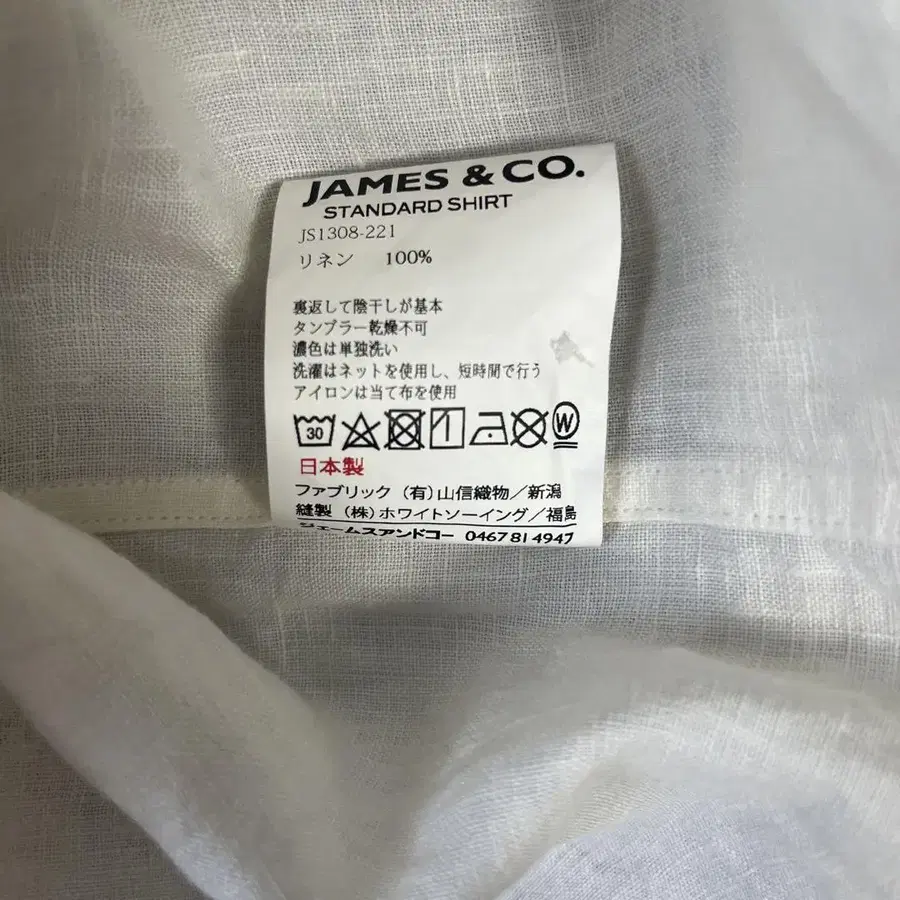 JAMES & CO.
STANDARD SHIRT
JS1308-221
リネン 100%
裏返して陰干しが基本
タンブラー乾燥不可
濃色は単独洗い
洗濯はネットを使用し、短時間で行う
アイロンは当て布を使用
30 W
日本製
ファブリック (有)山信織物/新潟
縫製 (株)ホワイトソーイング/福島
ジェームスアンドコー 0467814947